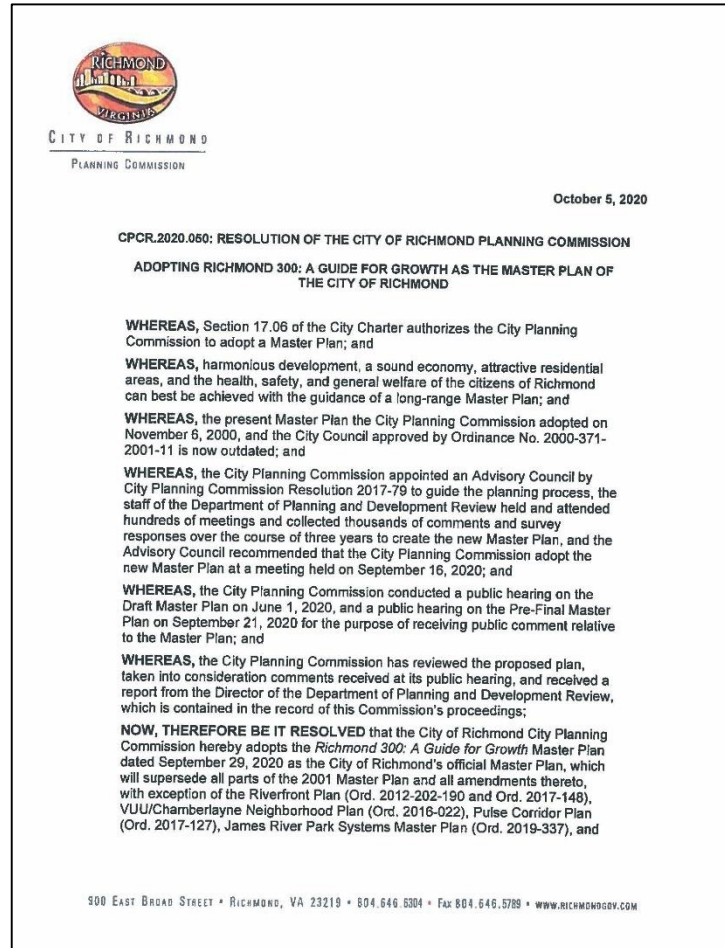 RICHMOND
VIRGINIA
CITY OF RICHMOND
PLANNING COMMISSION
October 5, 2020
CPCR.2020.050: RESOLUTION OF THE CITY OF RICHMOND PLANNING COMMISSION
ADOPTING RICHMOND 300: A GUIDE FOR GROWTH AS THE MASTER PLAN OF
THE CITY OF RICHMOND
WHEREAS, Section 17.06 of the City Charter authorizes the City Planning
Commission to adopt a Master Plan; and
WHEREAS, harmonious development, a sound economy, attractive residential
areas, and the health, safety, and general welfare of the citizens of Richmond
can best be achieved with the guidance of a long-range Master Plan; and
WHEREAS, the present Master Plan the City Planning Commission adopted on
November 6, 2000, and the City Council approved by Ordinance No. 2000-371-
2001-11 is now outdated; and
WHEREAS, the City Planning Commission appointed an Advisory Council by
City Planning Commission Resolution 2017-79 to guide the planning process, the
staff of the Department of Planning and Development Review held and attended
hundreds of meetings and collected thousands of comments and survey
responses over the course of three years to create the new Master Plan, and the
Advisory Council recommended that the City Planning Commission adopt the
new Master Plan at a meeting held on September 16, 2020; and
WHEREAS, the City Planning Commission conducted a public hearing on the
Draft Master Plan on June 1, 2020, and a public hearing on the Pre-Final Master
Plan on September 21, 2020 for the purpose of receiving public comment relative
to the Master Plan; and
WHEREAS, the City Planning Commission has reviewed the proposed plan,
taken into consideration comments received at its public hearing, and received a
report from the Director of the Department of Planning and Development Review,
which is contained in the record of this Commission's proceedings;
NOW, THEREFORE BE IT RESOLVED that the City of Richmond City Planning
Commission hereby adopts the Richmond 300: A Guide for Growth Master Plan
dated September 29, 2020 as the City of Richmond's official Master Plan, which
will supersede all parts of the 2001 Master Plan and all amendments thereto,
with exception of the Riverfront Plan (Ord. 2012-202-190 and Ord. 2017-148),
VUU/Chamberlayne Neighborhood Plan (Ord. 2016-022), Pulse Corridor Plan
(Ord. 2017-127), James River Park Systems Master Plan (Ord. 2019-337), and
900 EAST BROAD STREET • RICHMOND, VA 23219 • 804.646.6304 • FAX 804.646.5789 • WWW.RICHMONDGOV.COM